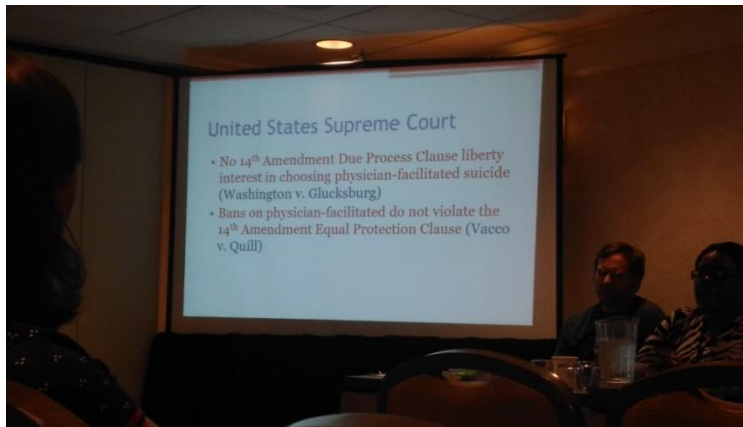 United States Supreme Court
• No 14th Amendment Due Process Clause liberty
interest in choosing physician-facilitated suicide
(Washington v. Glucksburg)
• Bans on physician-facilitated do not violate the
14th Amendment Equal Protection Clause (Vacco
v. Quill)